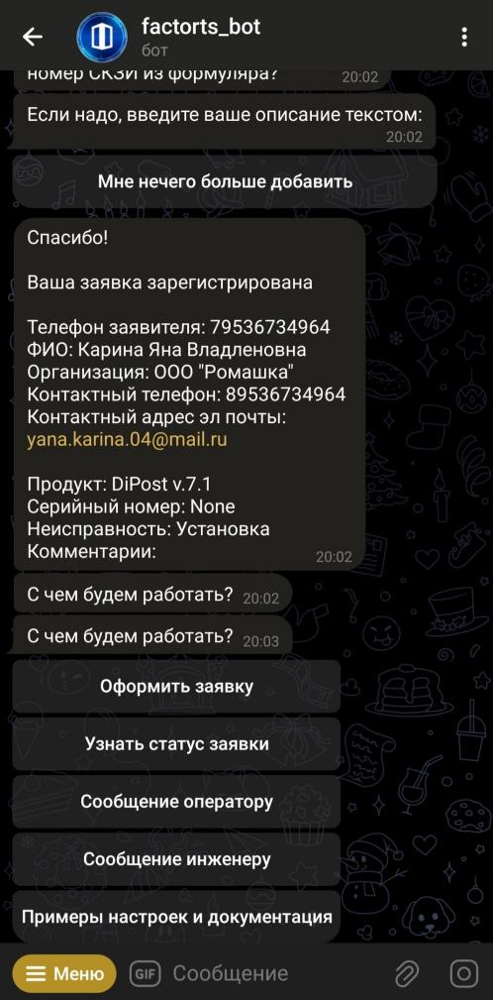 factorts_bot
бот
номер СКЗИ из формуляра?
20:02
Если надо, введите ваше описание текстом:
20:02
Мне нечего больше добавить
Спасибо!
Ваша заявка зарегистрирована
Телефон заявителя: 79536734964
ФИО: Карина Яна Владленовна
Организация: ООО "Ромашка"
Контактный телефон: 89536734964
Контактный адрес эл почты:
yana.karina.04@mail.ru
Продукт: DiPost v.7.1
Серийный номер: None
Неисправность: Установка
Комментарии:
20:02
С чем будем работать? 20:02
С чем будем работать? 20:03
Оформить заявку
Узнать статус заявки
Сообщение оператору
Сообщение инженеру
Примеры настроек и документация
Меню GIF Сообщение